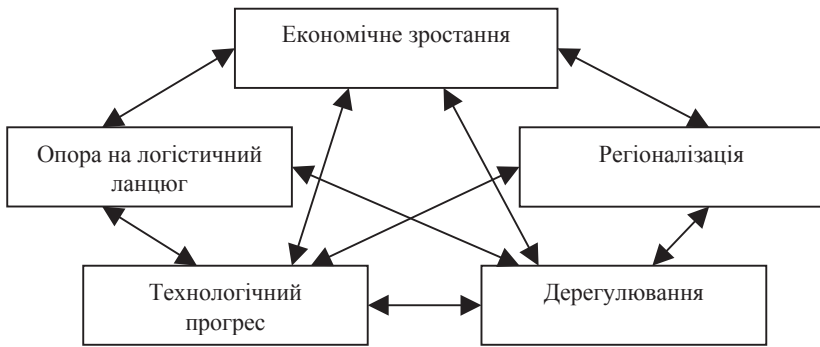 Економічне зростання
Опора на логістичний
ланцюг
Регіоналізація
Технологічний
прогрес
Дерегулювання